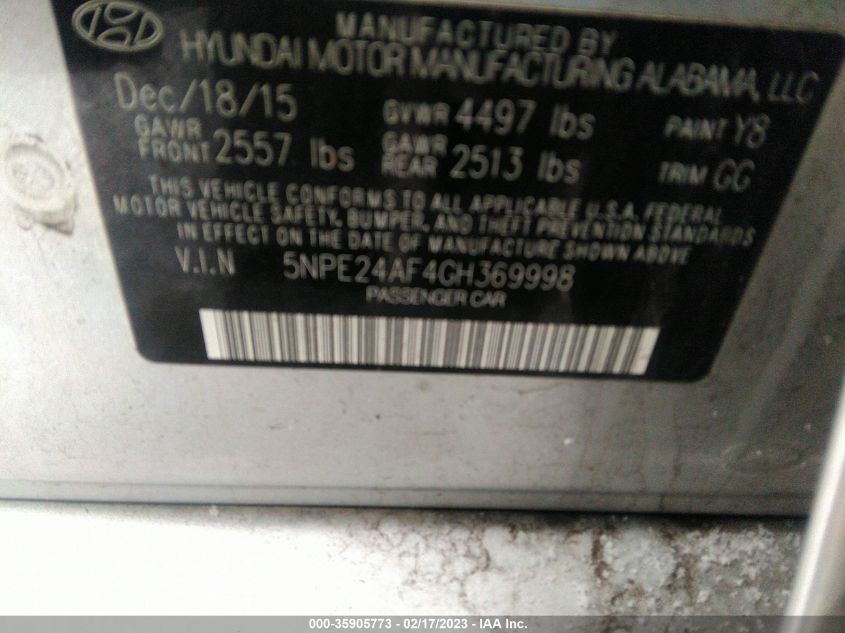 MANUFACTURED BY
HYUNDAI MOTOR MANUFACTURING ALABAMA, LLC
Dec/18/15 GVWR 4497 lbs PAINT Y8
GAWR FRONT 2557 lbs GAWR REAR 2513 lbs TRIM GG
THIS VEHICLE CONFORMS TO ALL APPLICABLE U.S.A. FEDERAL
MOTOR VEHICLE SAFETY, BUMPER, AND THEFT PREVENTION STANDARDS
IN EFFECT ON THE DATE OF MANUFACTURE SHOWN ABOVE
V.I.N 5NPE24AF4GH369998
PASSENGER CAR
000-35905773 - 02/17/2023 - IAA Inc.